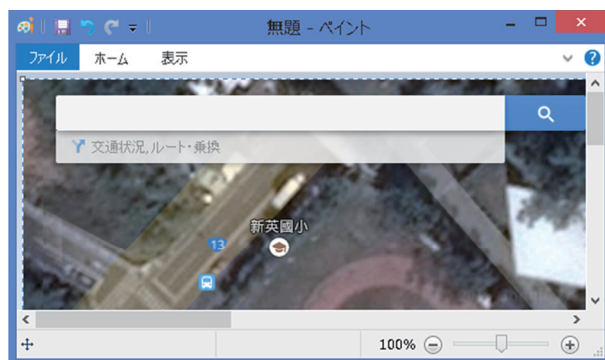 無題 - ペイント
ファイル ホーム 表示
交通状況, ルート・乗換
新英國小
13
100%